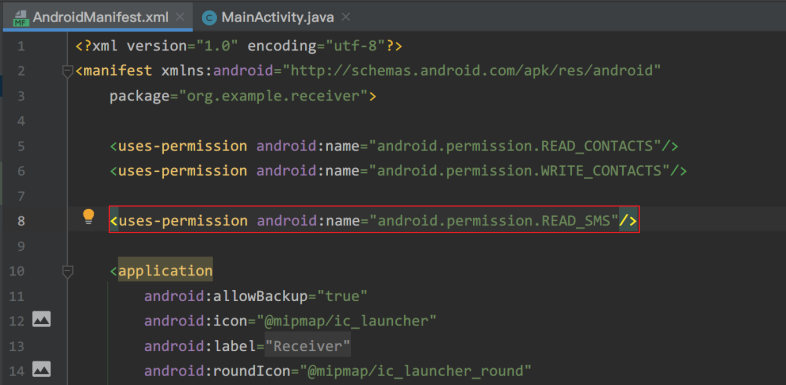 MF AndroidManifest.xml × C MainActivity.java ×
1 <?xml version="1.0" encoding="utf-8"?>
2 <manifest xmlns:android="http://schemas.android.com/apk/res/android"
3 package="org.example.receiver">
4
5 <uses-permission android:name="android.permission.READ_CONTACTS"/>
6 <uses-permission android:name="android.permission.WRITE_CONTACTS"/>
7
8 <uses-permission android:name="android.permission.READ_SMS"/>
9
10 <application
11 android:allowBackup="true"
12 android:icon="@mipmap/ic_launcher"
13 android:label="Receiver"
14 android:roundIcon="@mipmap/ic_launcher_round"